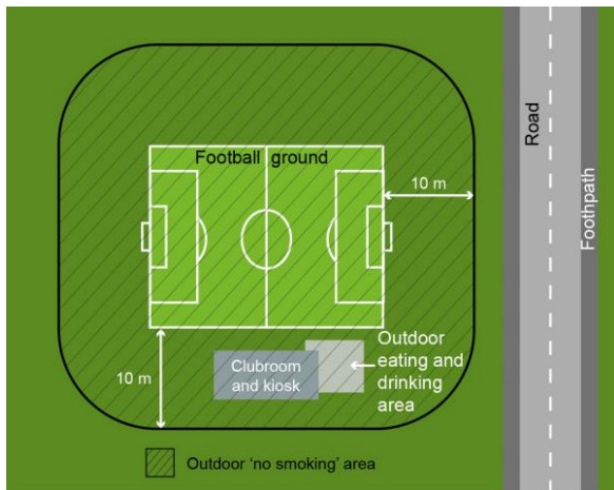 Football ground
10 m
Road
Foothpath
Outdoor
eating and
drinking
area
Clubroom
and kiosk
10 m
Outdoor 'no smoking' area